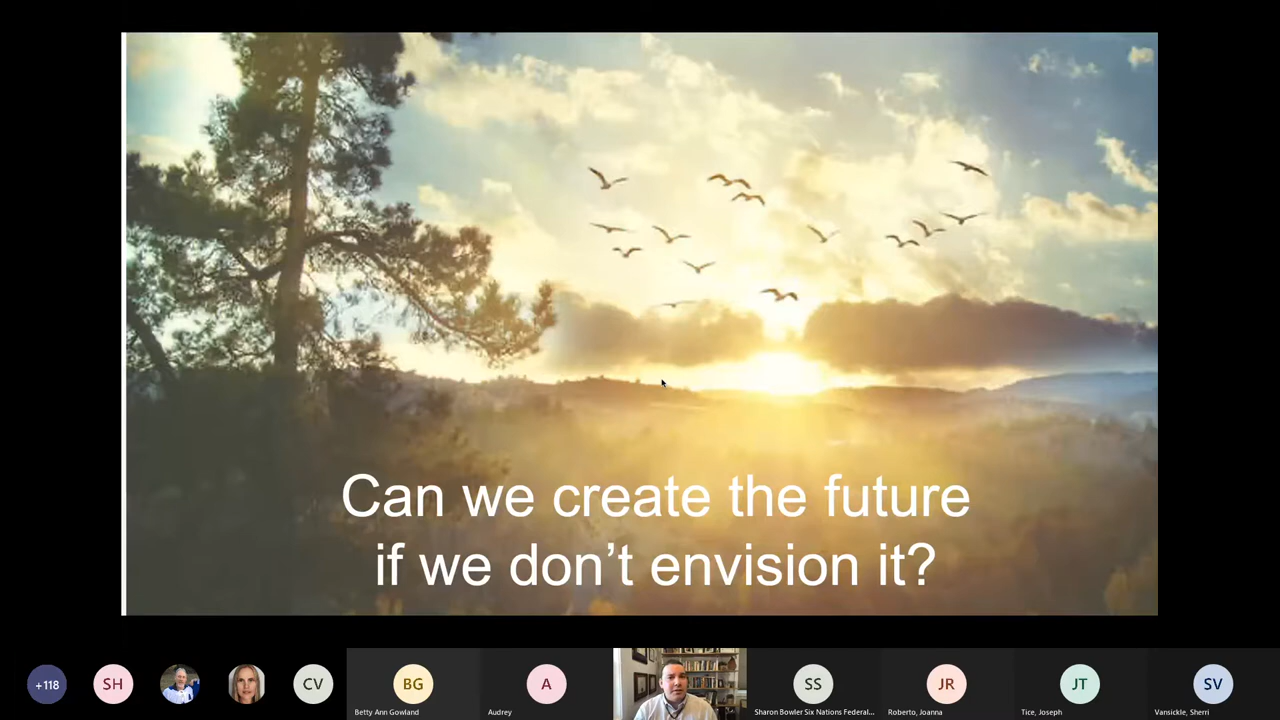 Can we create the future
if we don’t envision it?
+118
SH
CV
BG
A
SS
JR
JT
SV
Betty Ann Gowland
Audrey
Sharon Bowler Six Nations Federal...
Roberto, Joanna
Tice, Joseph
Vansickle, Sherri